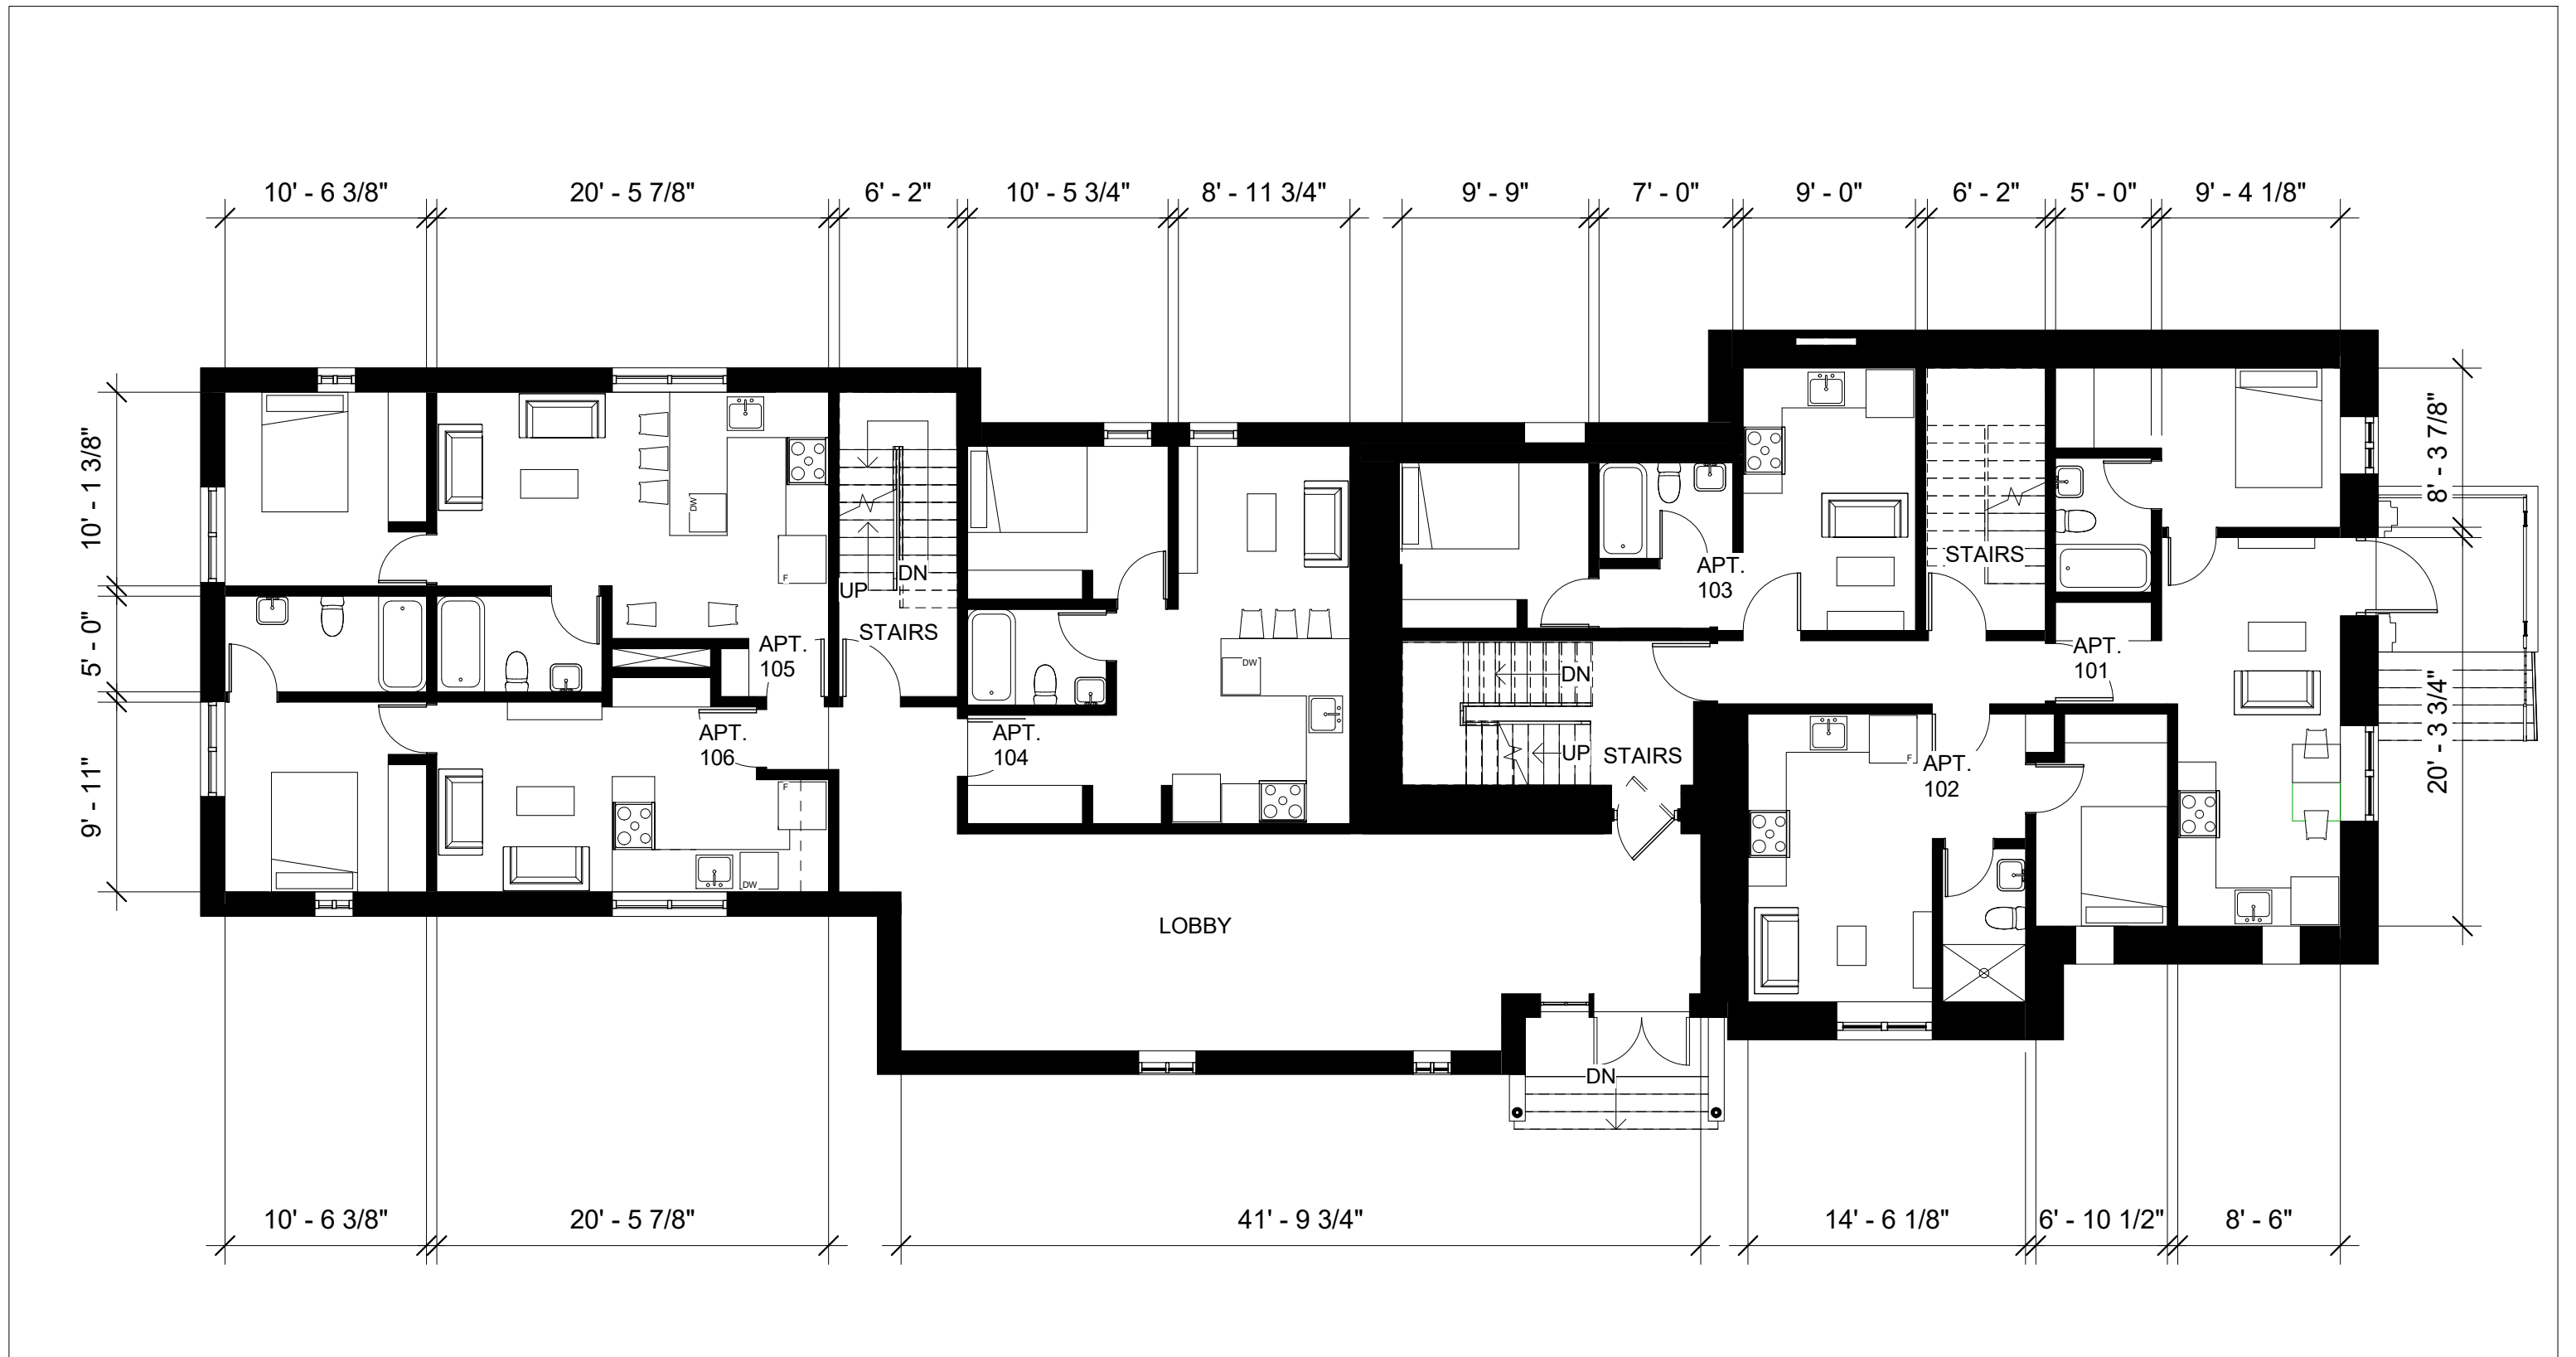 10' - 6 3/8"
20' - 5 7/8"
6' - 2"
10' - 5 3/4"
8' - 11 3/4"
9' - 9"
7' - 0"
9' - 0"
6' - 2"
5' - 0"
9' - 4 1/8"
10' - 1 3/8"
5' - 0"
9' - 11"
8' - 3 7/8"
20' - 3 3/4"
DW
F
UP
DN
STAIRS
APT.
105
APT.
106
F
DW
APT.
104
DW
APT.
103
STAIRS
DN
UP
STAIRS
APT.
101
F
APT.
102
LOBBY
DN
10' - 6 3/8"
20' - 5 7/8"
41' - 9 3/4"
14' - 6 1/8"
6' - 10 1/2"
8' - 6"